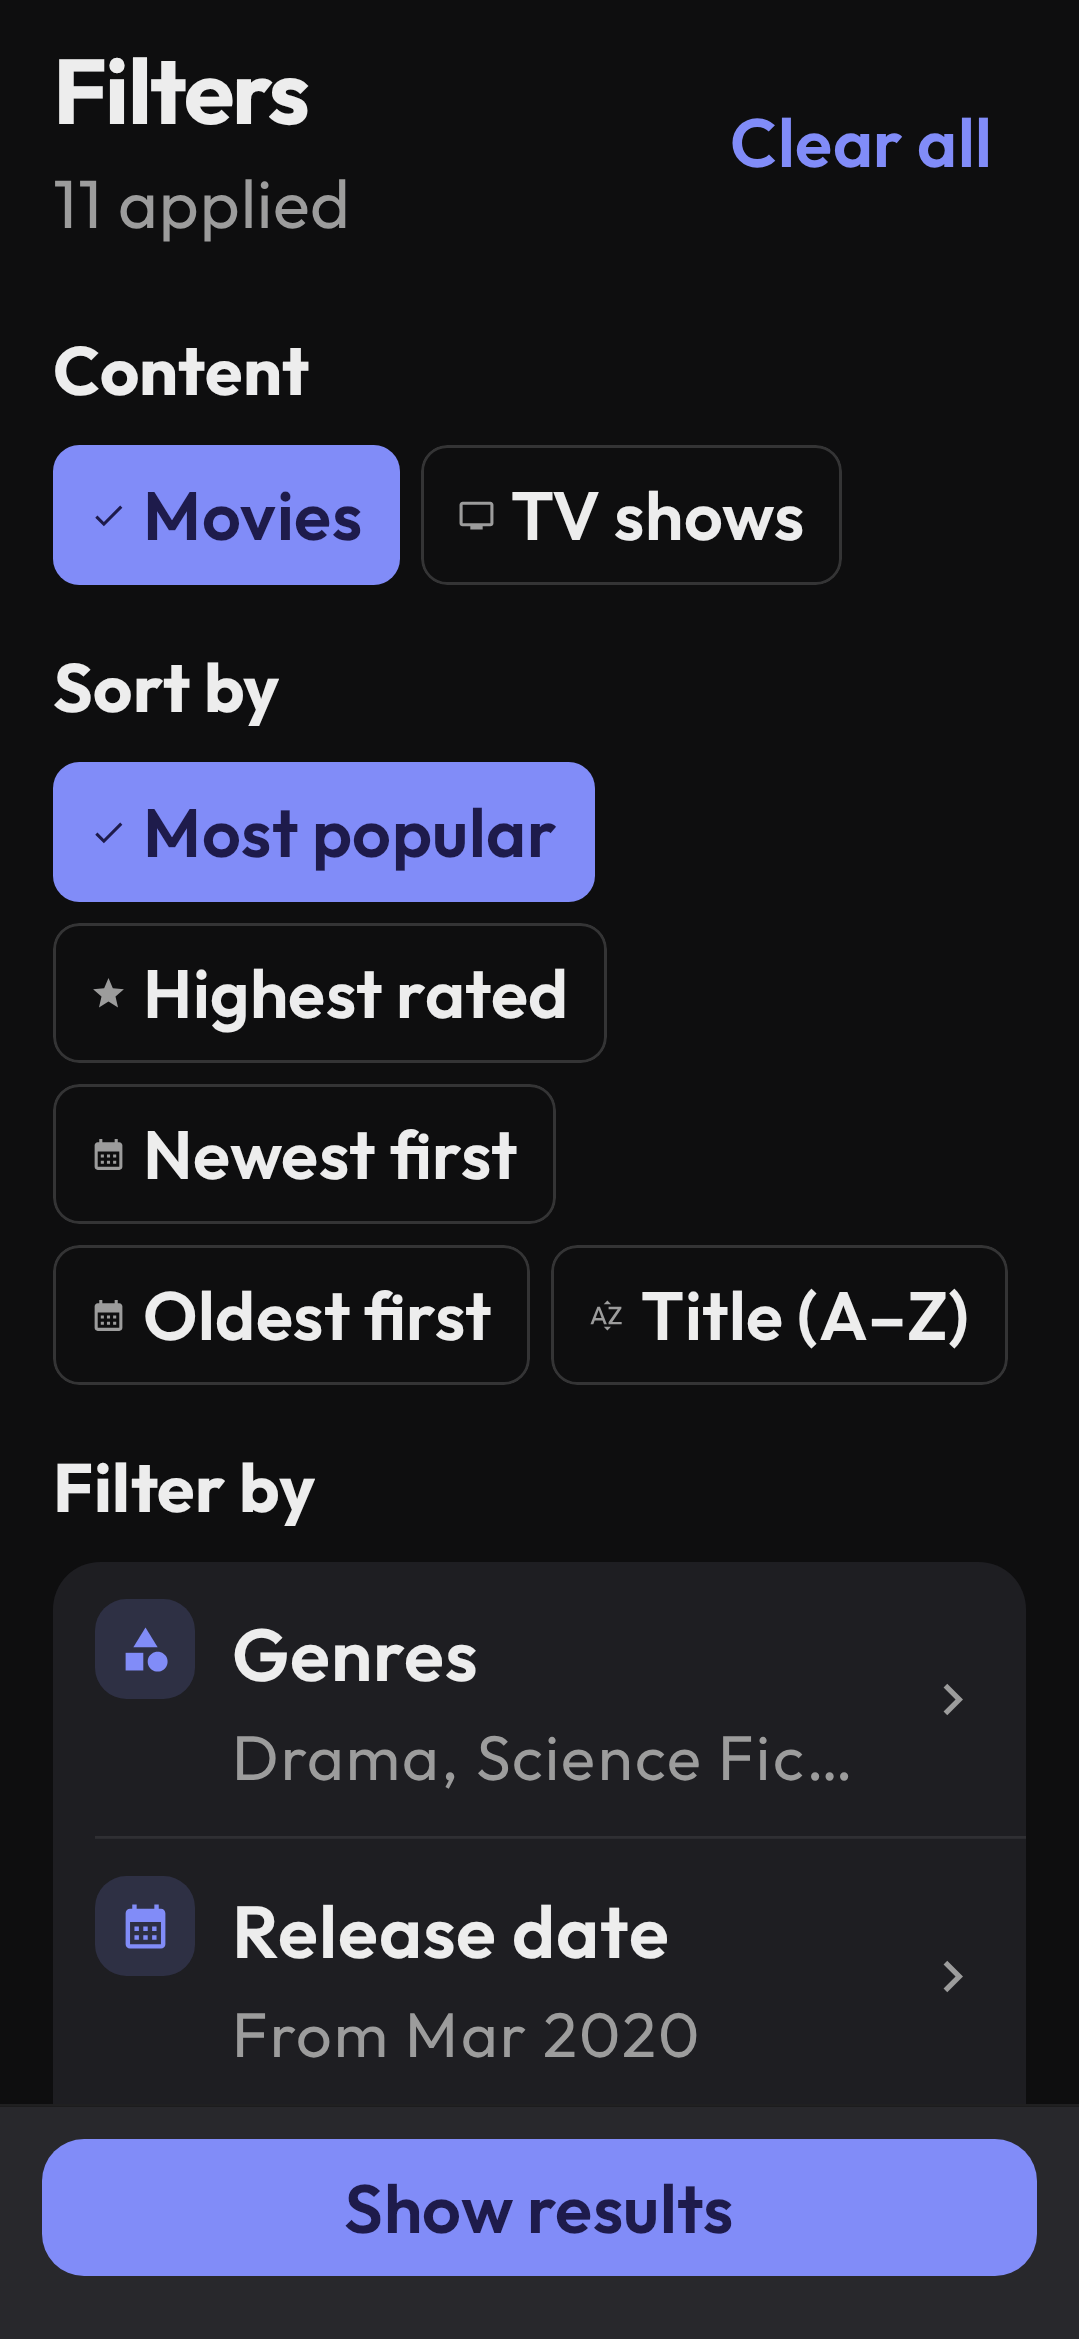 Filters
11 applied
Clear all
Content
Movies
TV shows
Sort by
Most popular
Highest rated
Newest first
Oldest first
Title (A–Z)
Filter by
Genres
Drama, Science Fic...
Release date
From Mar 2020
Show results